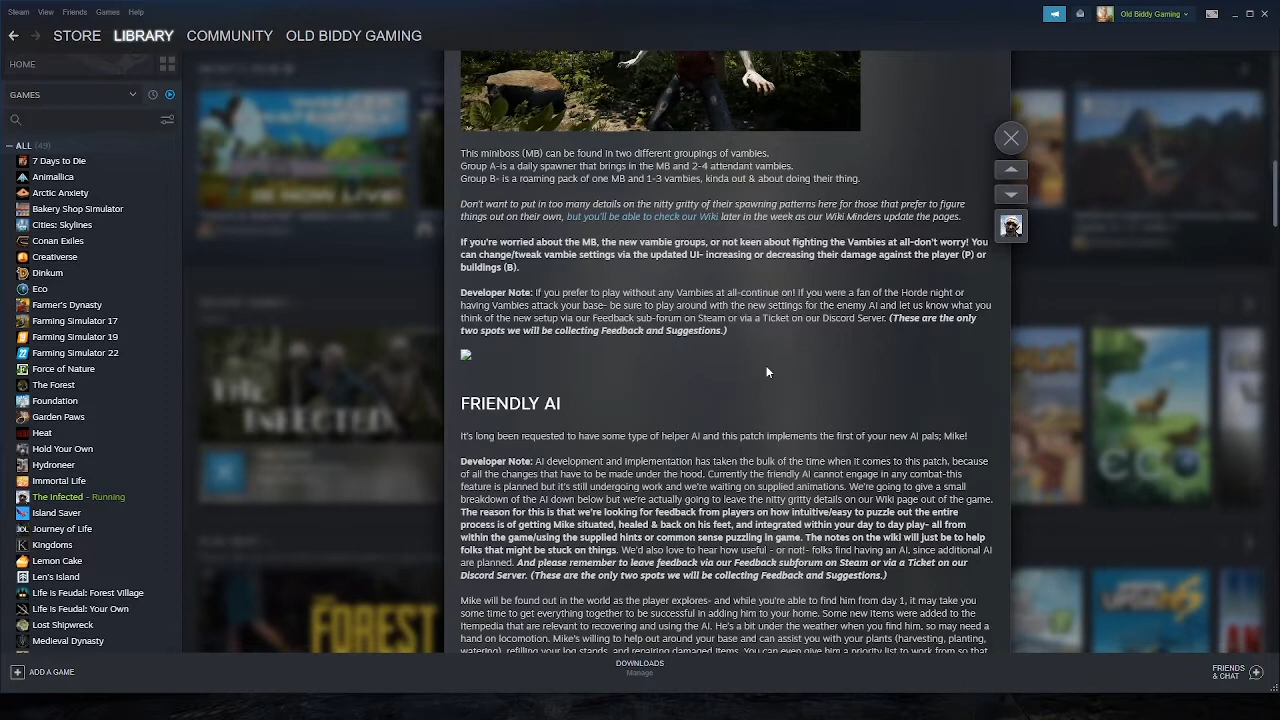 Steam View Friends Games Help
Old Biddy Gaming
STORE LIBRARY COMMUNITY OLD BIDDY GAMING
HOME
GAMES
ALL (49)
7 Days to Die
Animallica
Arctic Anxiety
Bakery Shop Simulator
Cities: Skylines
Conan Exiles
Creativerse
Dinkum
Eco
Farmer's Dynasty
Farming Simulator 17
Farming Simulator 19
Farming Simulator 22
Force of Nature
The Forest
Foundation
Garden Paws
Heat
Hold Your Own
Hydroneer
Immortal Life
The Infected - Running
Island Saver
Journey of Life
Kingdoms
Lemon Cake
Len's Island
Life is Feudal: Forest Village
Life is Feudal: Your Own
Lost Shipwreck
Medieval Dynasty
This miniboss (MB) can be found in two different groupings of vambies.
Group A-is a daily spawner that brings in the MB and 2-4 attendant vambies.
Group B- is a roaming pack of one MB and 1-3 vambies, kinda out & about doing their thing.
Don't want to put in too many details on the nitty gritty of their spawning patterns here for those that prefer to figure
things out on their own, but you'll be able to check our Wiki later in the week as our Wiki Minders update the pages.
If you're worried about the MB, the new vambie groups, or not keen about fighting the Vambies at all-don't worry! You
can change/tweak vambie settings via the updated UI- increasing or decreasing their damage against the player (P) or
buildings (B).
Developer Note: If you prefer to play without any Vambies at all-continue on! If you were a fan of the Horde night or
having Vambies attack your base- be sure to play around with the new settings for the enemy AI and let us know what you
think of the new setup via our Feedback sub-forum on Steam or via a Ticket on our Discord Server. (These are the only
two spots we will be collecting Feedback and Suggestions.)
FRIENDLY AI
It's long been requested to have some type of helper AI and this patch implements the first of your new AI pals; Mike!
Developer Note: AI development and implementation has taken the bulk of the time when it comes to this patch, because
of all the changes that have to be made under the hood. Currently the friendly AI cannot engage in any combat-this
feature is planned but it's still undergoing work and we're waiting on supplied animations. We're going to give a small
breakdown of the AI down below but we're actually going to leave the nitty gritty details on our Wiki page out of the game.
The reason for this is that we're looking for feedback from players on how intuitive/easy to puzzle out the entire
process is of getting Mike situated, healed & back on his feet, and integrated within your day to day play- all from
within the game/using the supplied hints or common sense puzzling in game. The notes on the wiki will just be to help
folks that might be stuck on things. We'd also love to hear how useful - or not!- folks find having an AI, since additional AI
are planned. And please remember to leave feedback via our Feedback subforum on Steam or via a Ticket on our
Discord Server. (These are the only two spots we will be collecting Feedback and Suggestions.)
Mike will be found out in the world as the player explores- and while you're able to find him from day 1, it may take you
some time to get everything together to be successful in adding him to your home. Some new items were added to the
Itempedia that are relevant to recovering and using the AI. He's a bit under the weather when you find him, so may need a
hand on locomotion. Mike's willing to help out around your base and can assist you with your plants (harvesting, planting,
watering), refilling your log stands, and repairing damaged items. You can even give him a priority list to work from so that
THE
INFECTED
FOREST
eco
ADD A GAME
DOWNLOADS
Manage
FRIENDS
& CHAT